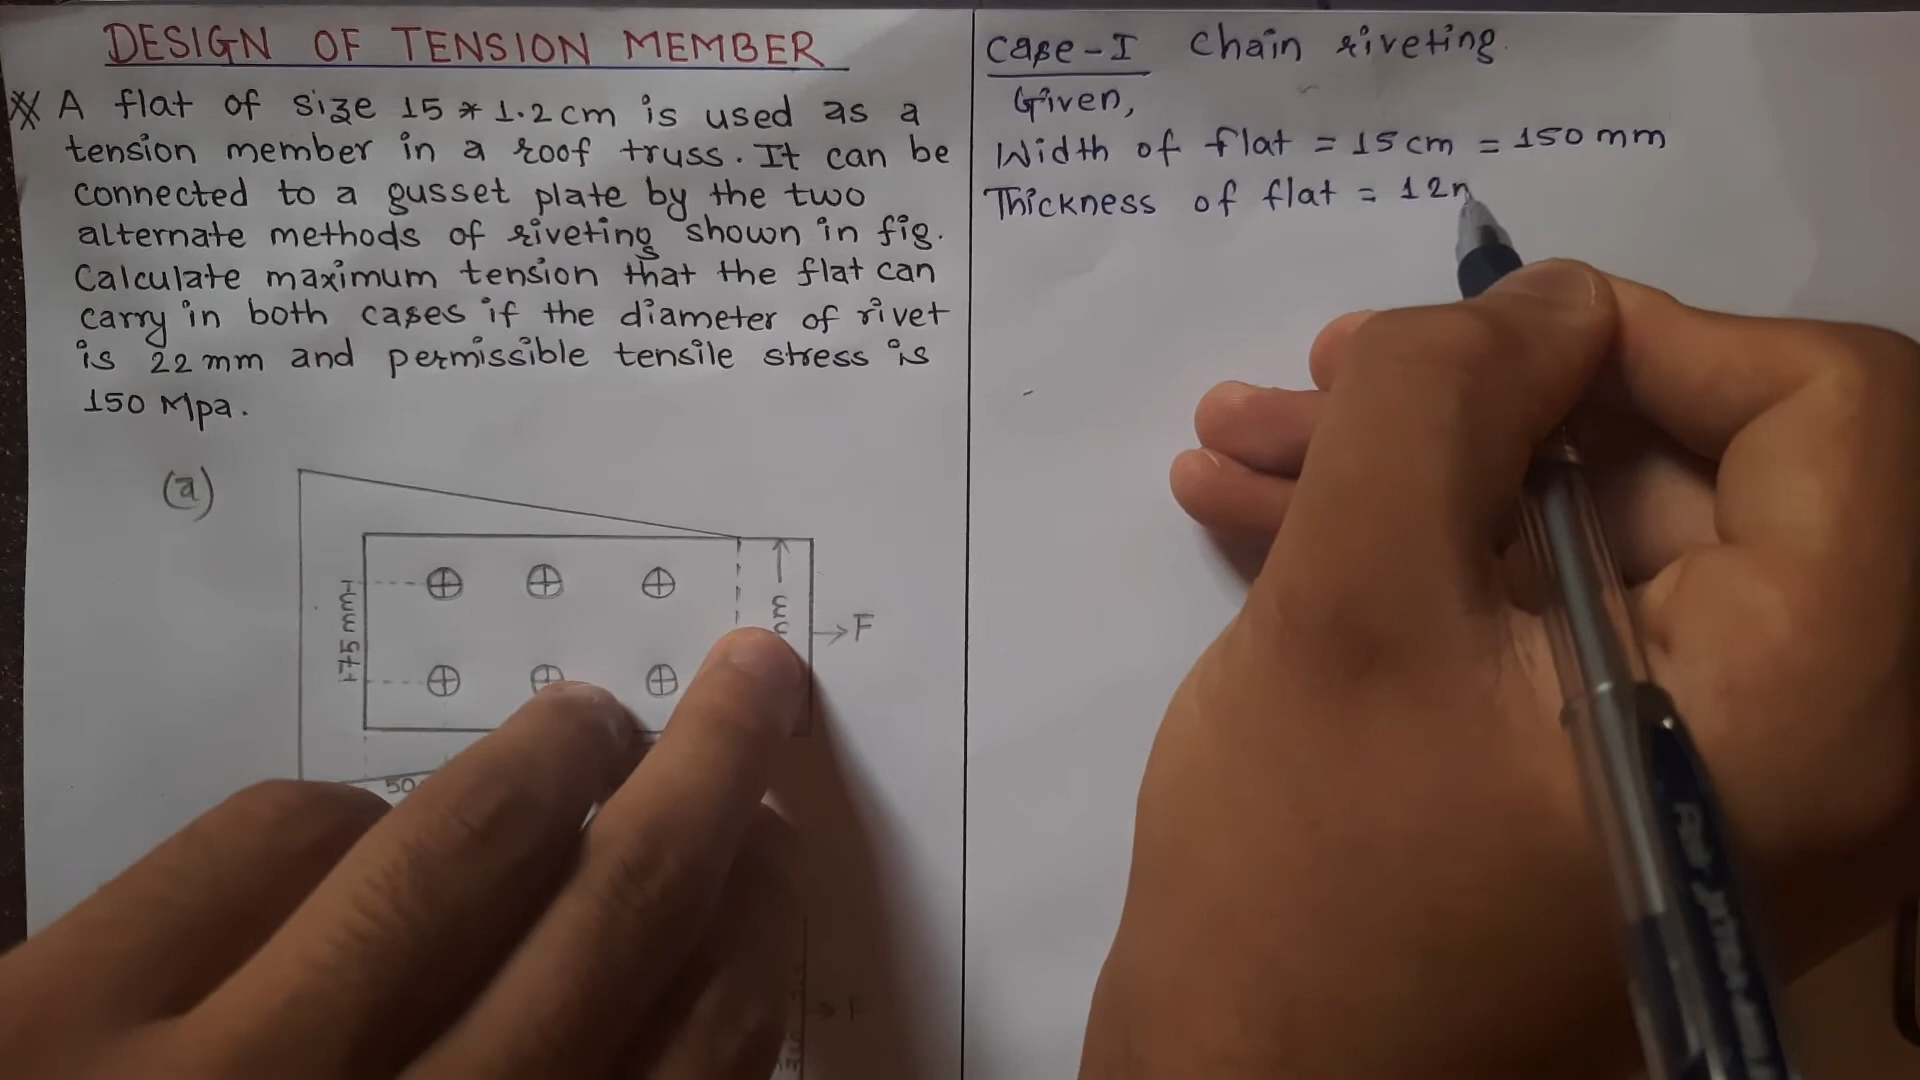 DESIGN OF TENSION MEMBER
A flat of size 15 * 1.2 cm is used as a
tension member in a roof truss. It can be
connected to a gusset plate by the two
alternate methods of rivetings shown in fig.
Calculate maximum tension that the flat can
carry in both cases if the diameter of rivet
is 22 mm and permissible tensile stress is
150 Mpa.
(a)
75 mm
F
50
F
Case-I Chain riveting
Given,
Width of flat = 15 cm = 150 mm
Thickness of flat = 12